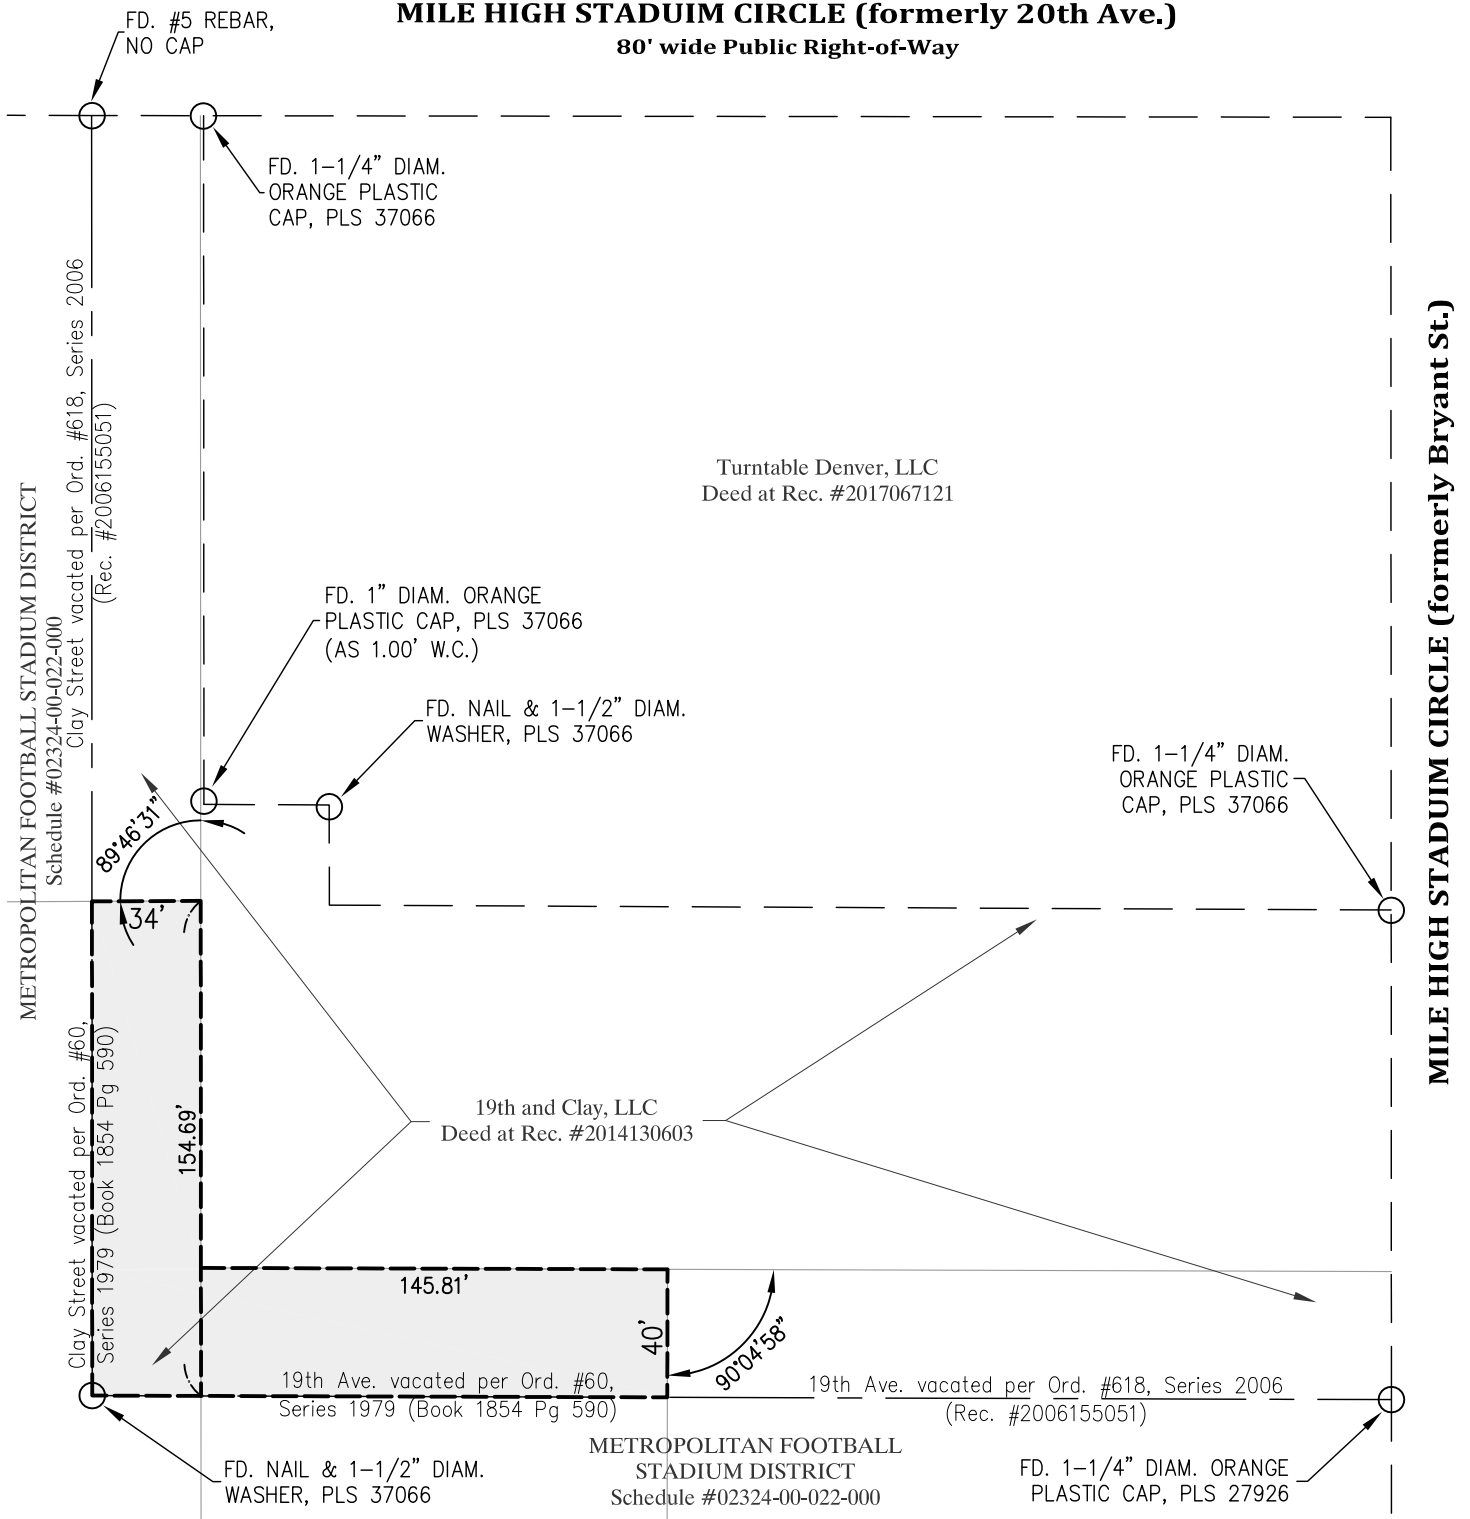 MILE HIGH STADUIM CIRCLE (formerly 20th Ave.)
80' wide Public Right-of-Way
FD. #5 REBAR,
NO CAP
FD. 1-1/4" DIAM.
ORANGE PLASTIC
CAP, PLS 37066
Clay Street vacated per Ord. #618, Series 2006
(Rec. #2006155051)
METROPOLITAN FOOTBALL STADIUM DISTRICT
Schedule #02324-00-022-000
Turntable Denver, LLC
Deed at Rec. #2017067121
MILE HIGH STADUIM CIRCLE (formerly Bryant St.)
FD. 1" DIAM. ORANGE
PLASTIC CAP, PLS 37066
(AS 1.00' W.C.)
FD. NAIL & 1-1/2" DIAM.
WASHER, PLS 37066
FD. 1-1/4" DIAM.
ORANGE PLASTIC
CAP, PLS 37066
89°46'31"
34'
Clay Street vacated per Ord. #60,
Series 1979 (Book 1854 Pg 590)
154.69'
19th and Clay, LLC
Deed at Rec. #2014130603
145.81'
40'
90°04'58"
19th Ave. vacated per Ord. #60,
Series 1979 (Book 1854 Pg 590)
19th Ave. vacated per Ord. #618, Series 2006
(Rec. #2006155051)
METROPOLITAN FOOTBALL
STADIUM DISTRICT
Schedule #02324-00-022-000
FD. NAIL & 1-1/2" DIAM.
WASHER, PLS 37066
FD. 1-1/4" DIAM. ORANGE
PLASTIC CAP, PLS 27926